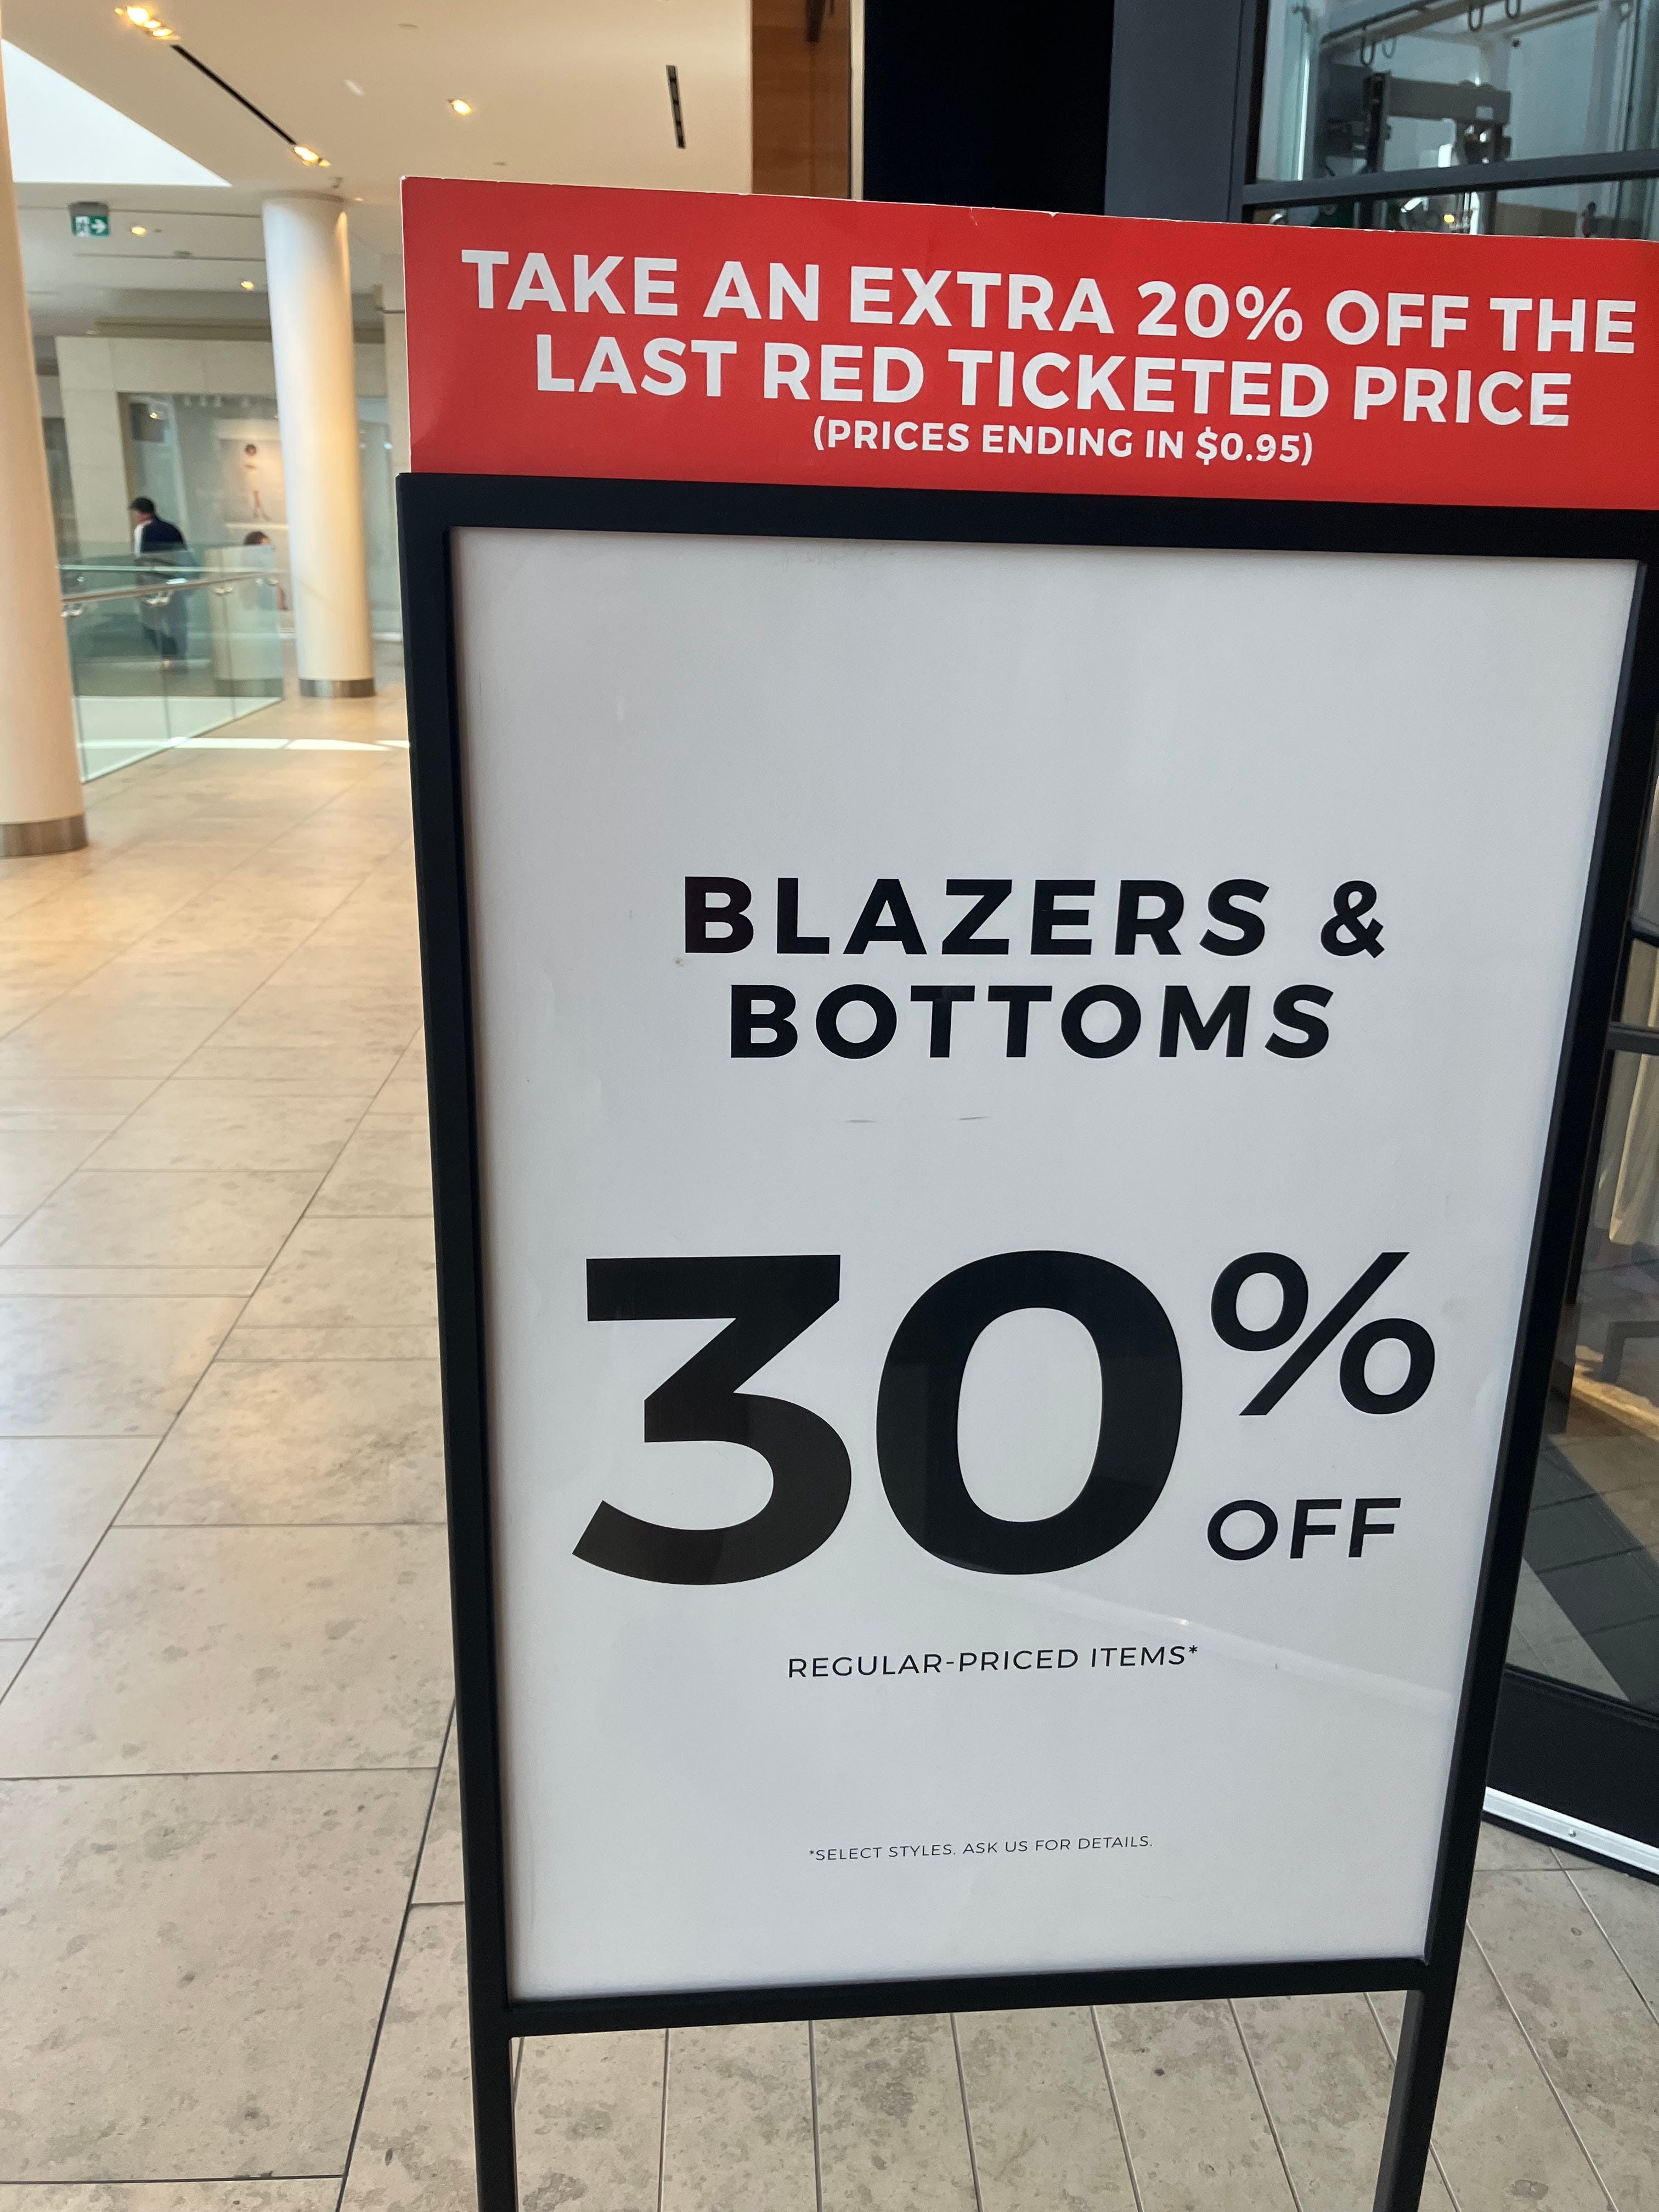 TAKE AN EXTRA 20% OFF THE
LAST RED TICKETED PRICE
(PRICES ENDING IN $0.95)
BLAZERS &
BOTTOMS
30%
OFF
REGULAR-PRICED ITEMS*
*SELECT STYLES. ASK US FOR DETAILS.